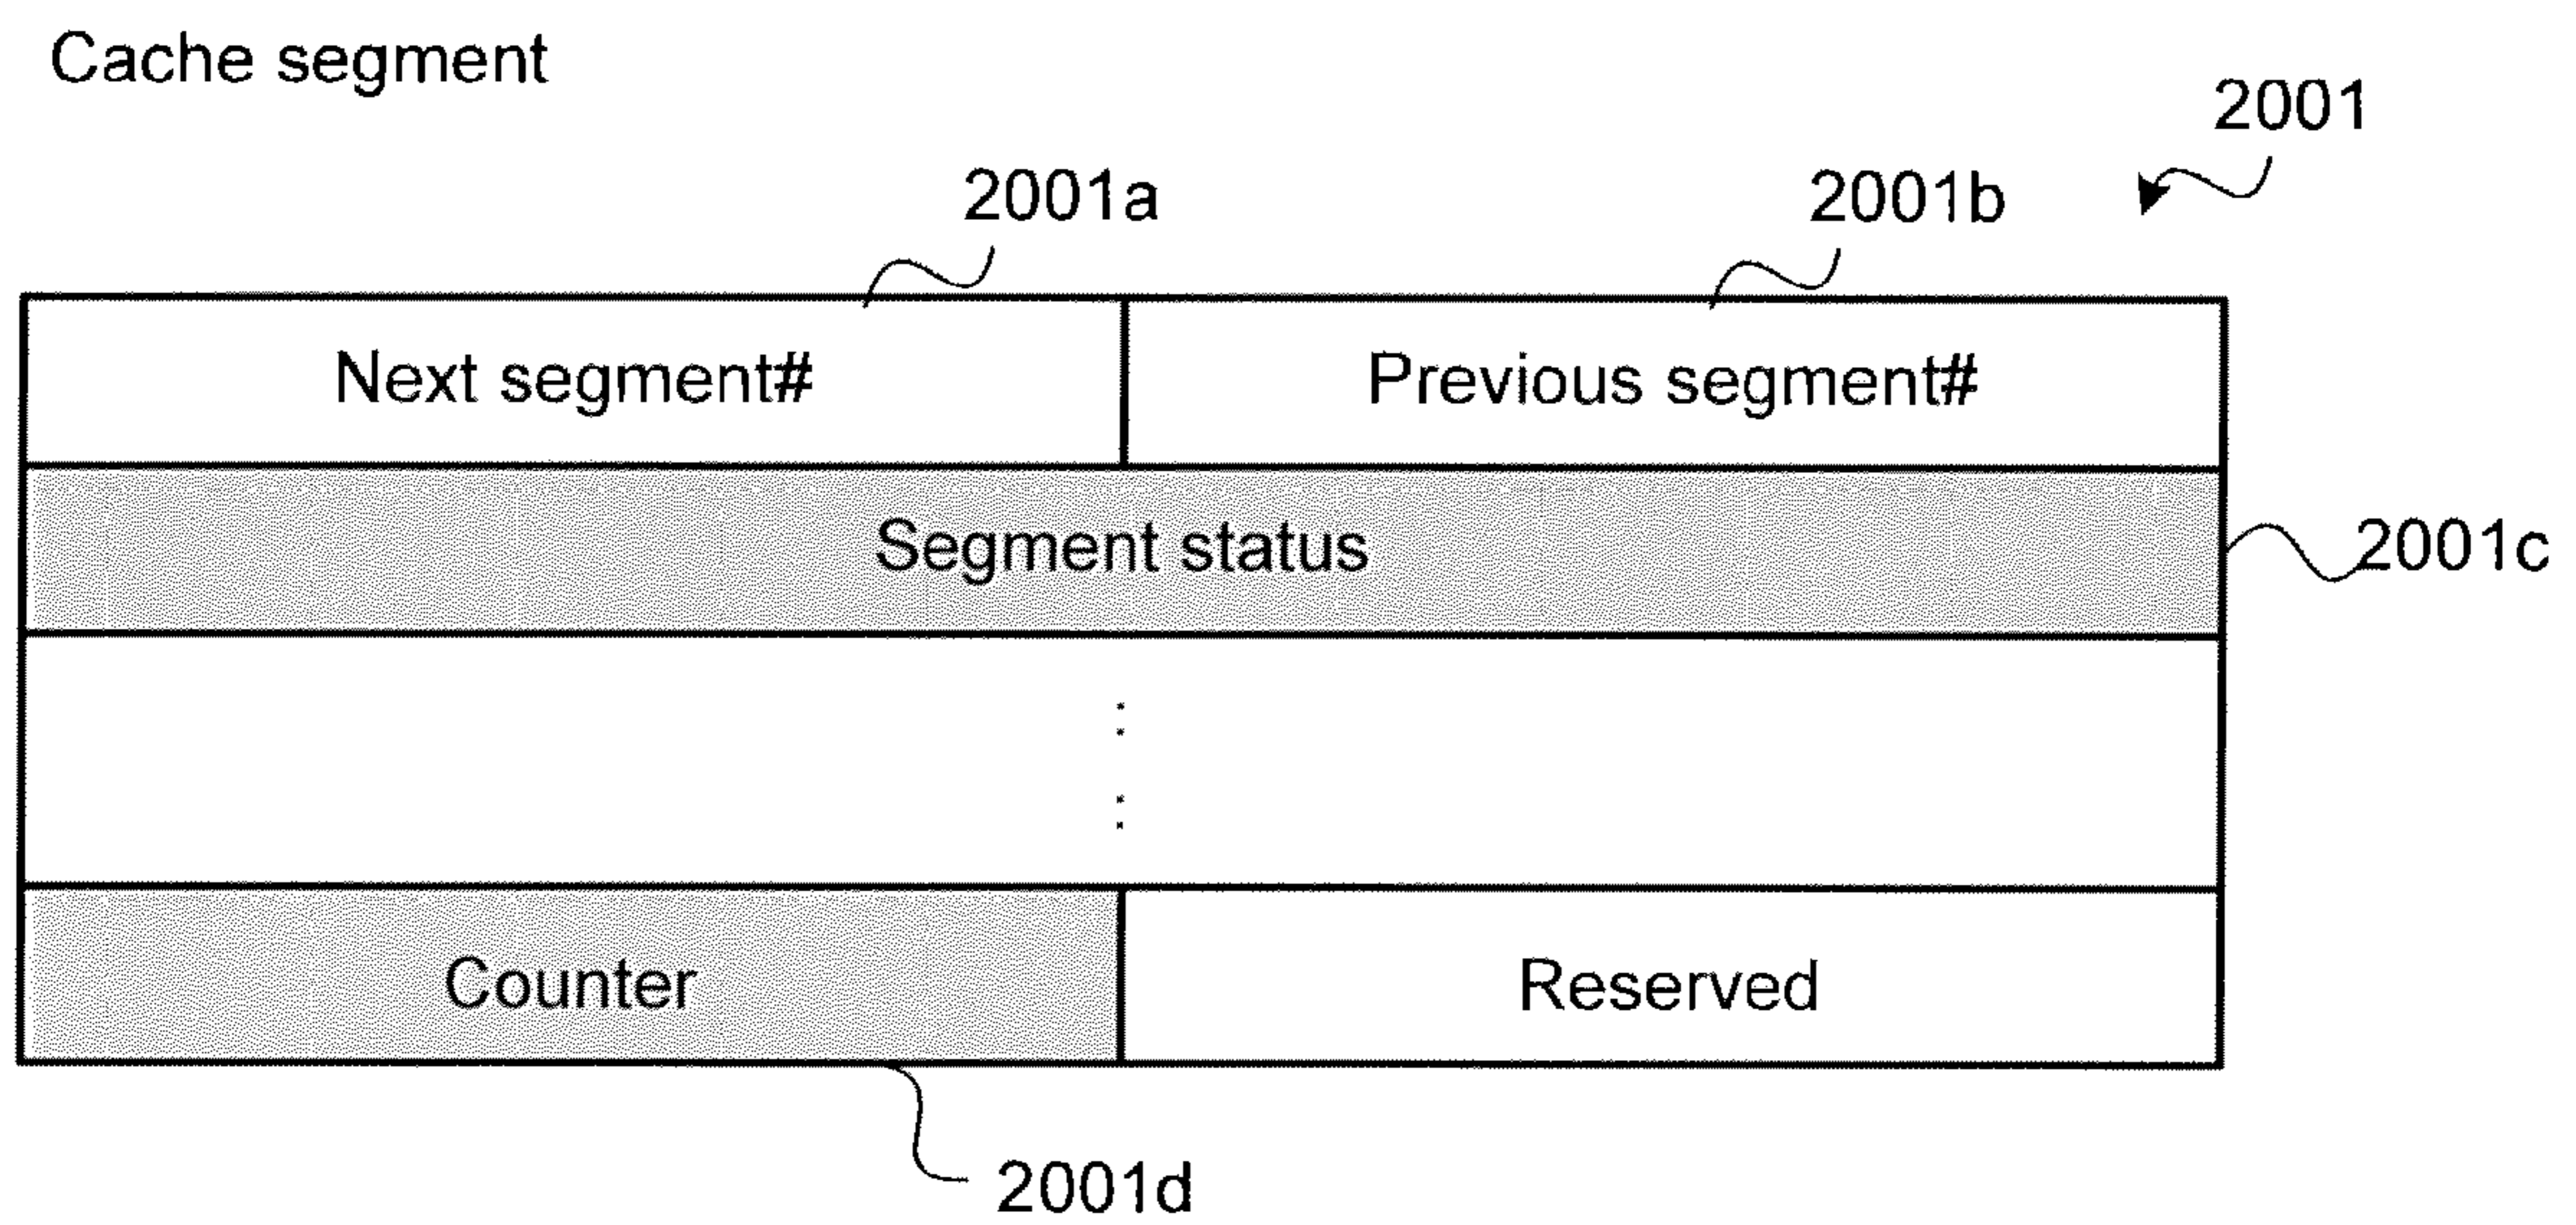 Cache segment
2001
2001a
2001b
Next segment#
Previous segment#
Segment status
2001c
Counter
Reserved
2001d